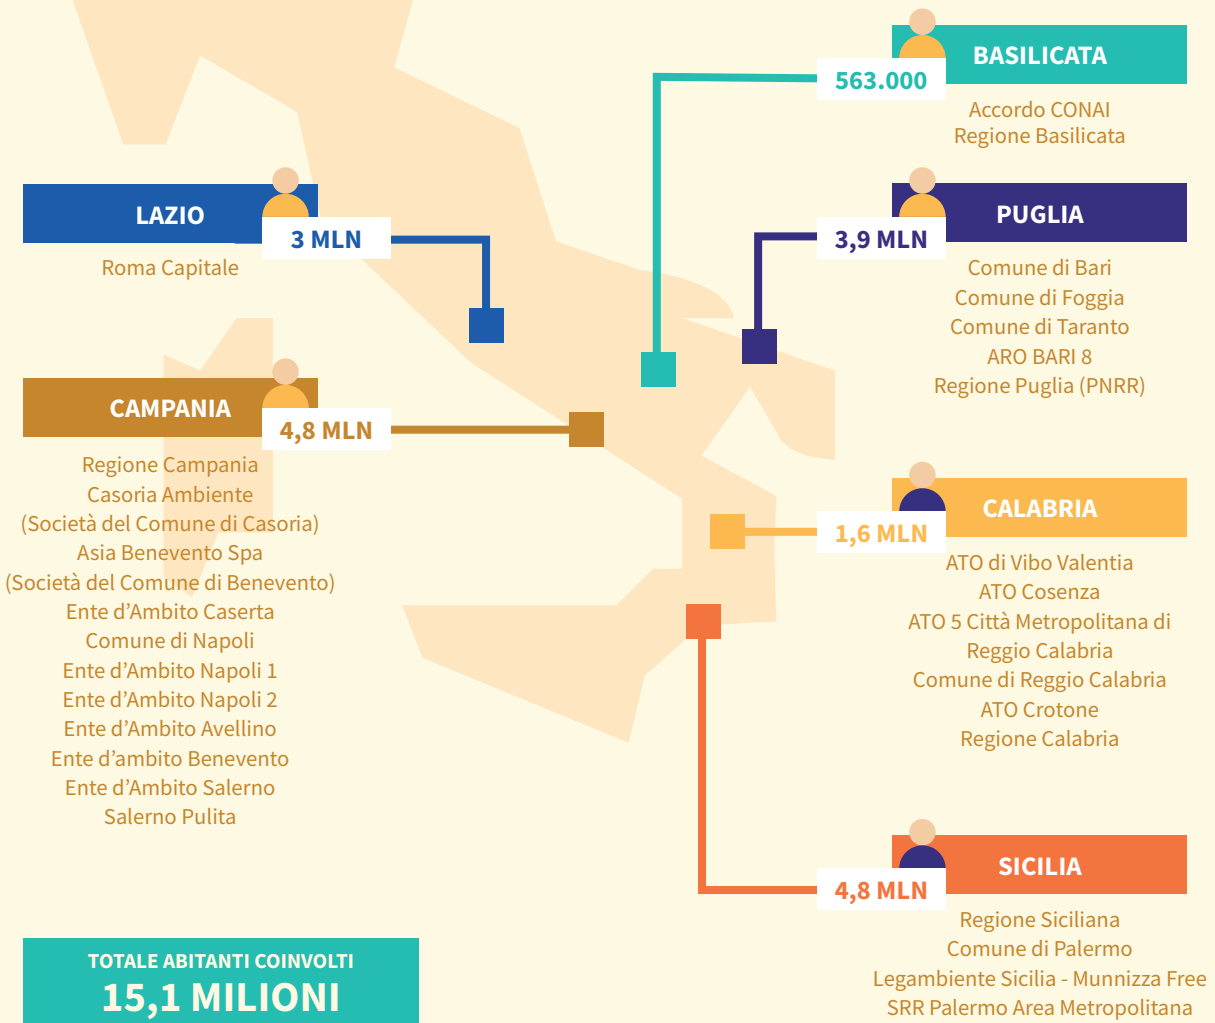 BASILICATA
563.000
Accordo CONAI
Regione Basilicata
LAZIO
3 MLN
Roma Capitale
PUGLIA
3,9 MLN
Comune di Bari
Comune di Foggia
Comune di Taranto
ARO BARI 8
Regione Puglia (PNRR)
CAMPANIA
4,8 MLN
Regione Campania
Casoria Ambiente
(Società del Comune di Casoria)
Asia Benevento Spa
(Società del Comune di Benevento)
Ente d’Ambito Caserta
Comune di Napoli
Ente d’Ambito Napoli 1
Ente d’Ambito Napoli 2
Ente d’Ambito Avellino
Ente d’ambito Benevento
Ente d’Ambito Salerno
Salerno Pulita
CALABRIA
1,6 MLN
ATO di Vibo Valentia
ATO Cosenza
ATO 5 Città Metropolitana di
Reggio Calabria
Comune di Reggio Calabria
ATO Crotone
Regione Calabria
SICILIA
4,8 MLN
Regione Siciliana
Comune di Palermo
Legambiente Sicilia - Munnizza Free
SRR Palermo Area Metropolitana
TOTALE ABITANTI COINVOLTI
15,1 MILIONI